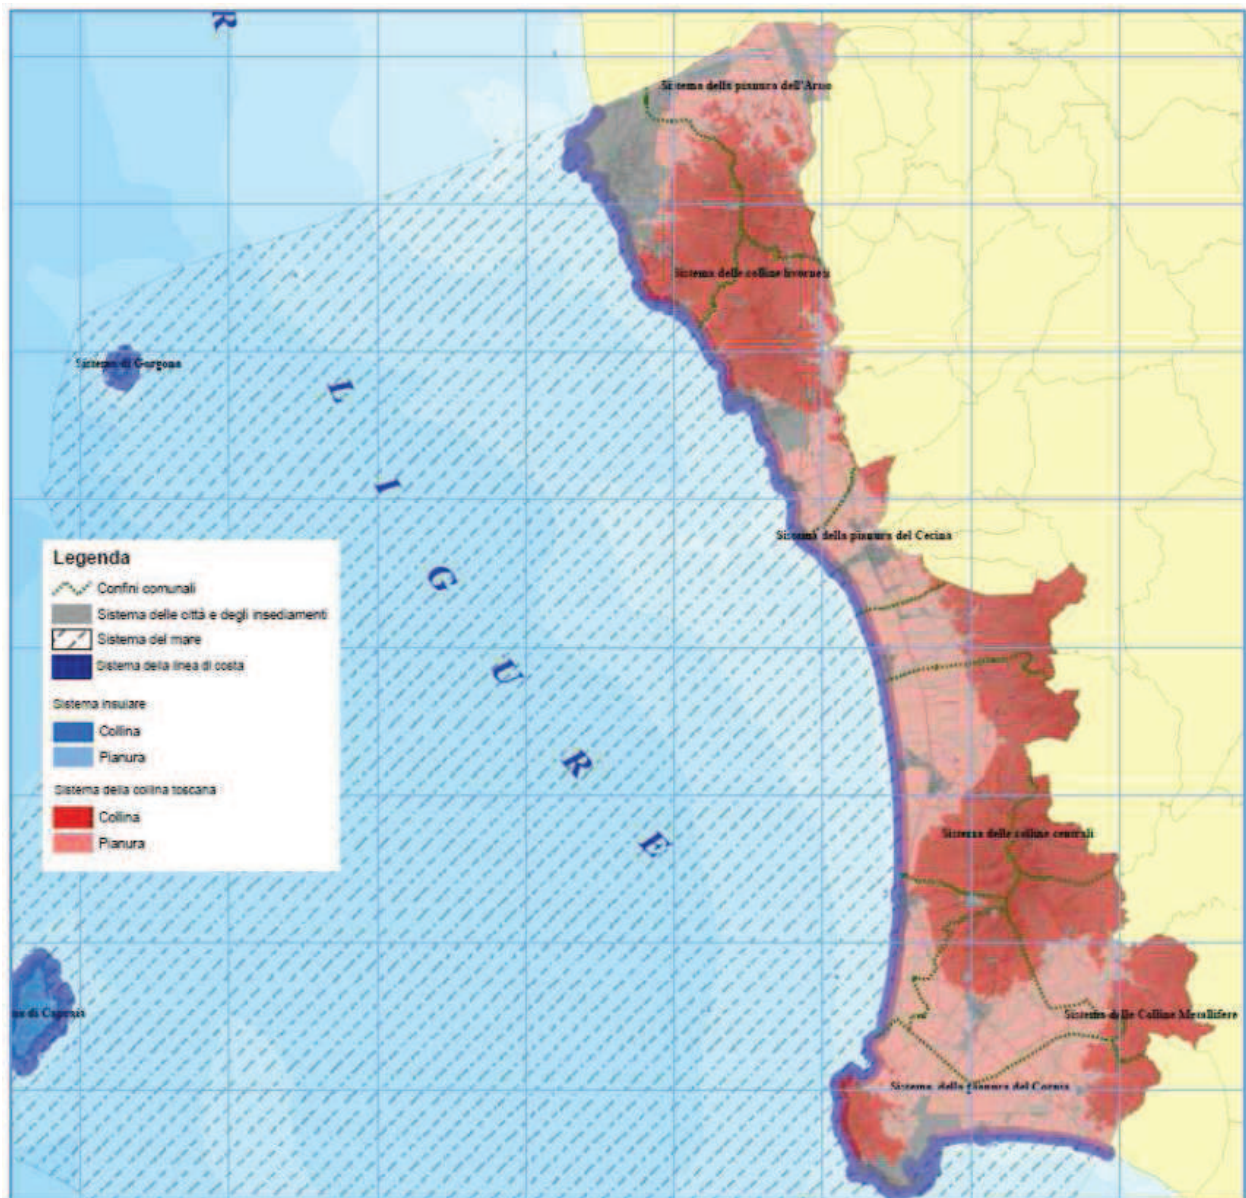 R
Sistema della pianura dell'Arno
Sistema delle colline livornesi
Sistema di Gorgona
L
I
G
U
R
E
Sistema della pianura del Cecina
Legenda
Confini comunali
Sistema delle città e degli insediamenti
Sistema del mare
Sistema della linea di costa
Sistema insulare
Collina
Pianura
Sistema della collina toscana
Collina
Pianura
Sistema delle colline centrali
di Capraia
Sistema delle Colline Metallifere
Sistema della pianura del Cornia